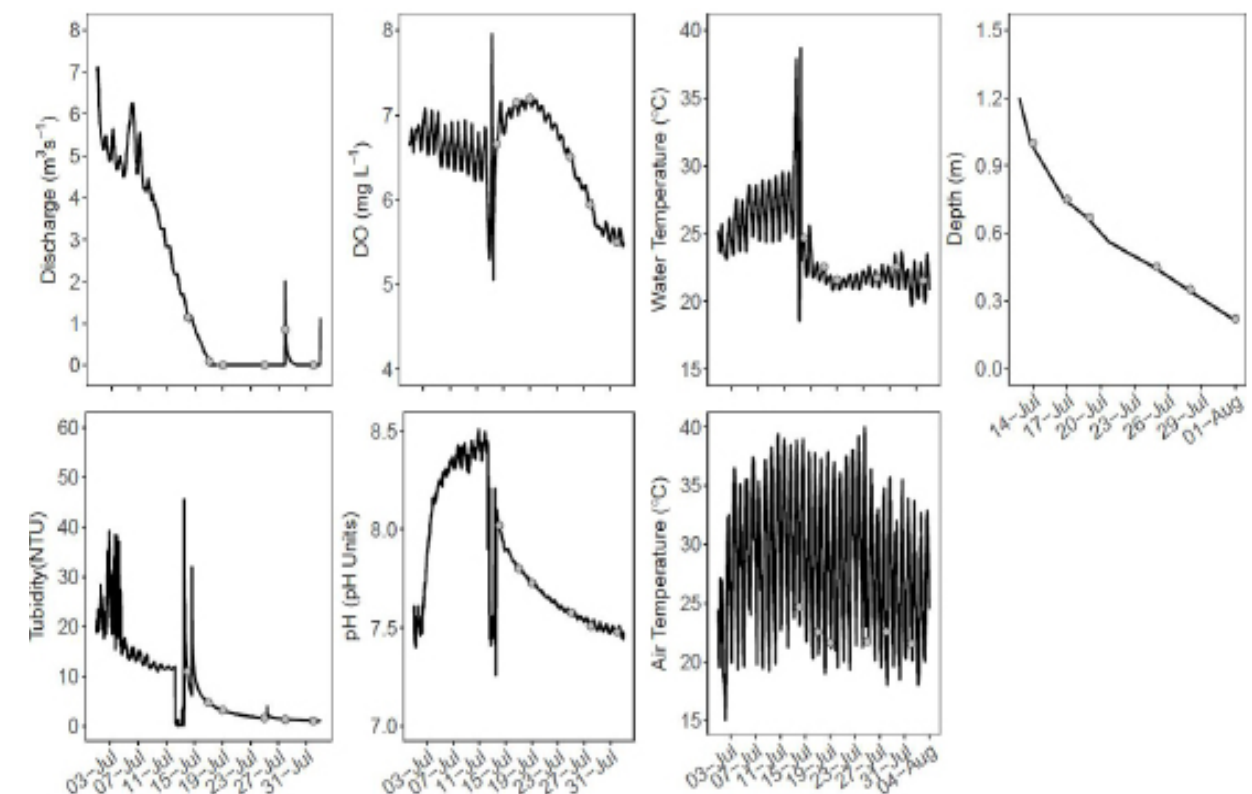 Discharge (m³s⁻¹)
8
7
6
5
4
3
2
1
0
DO (mg L⁻¹)
8
7
6
5
4
Water Temperature (°C)
40
35
30
25
20
15
Depth (m)
1.5
1.2
0.9
0.6
0.3
0.0
14-Jul
17-Jul
20-Jul
23-Jul
26-Jul
29-Jul
01-Aug
Tubidity(NTU)
60
50
40
30
20
10
0
03-Jul
07-Jul
11-Jul
15-Jul
19-Jul
23-Jul
27-Jul
31-Jul
pH (pH Units)
8.5
8.0
7.5
7.0
03-Jul
07-Jul
11-Jul
15-Jul
19-Jul
23-Jul
27-Jul
31-Jul
Air Temperature (°C)
40
35
30
25
20
15
03-Jul
07-Jul
11-Jul
15-Jul
19-Jul
23-Jul
27-Jul
31-Jul
04-Aug